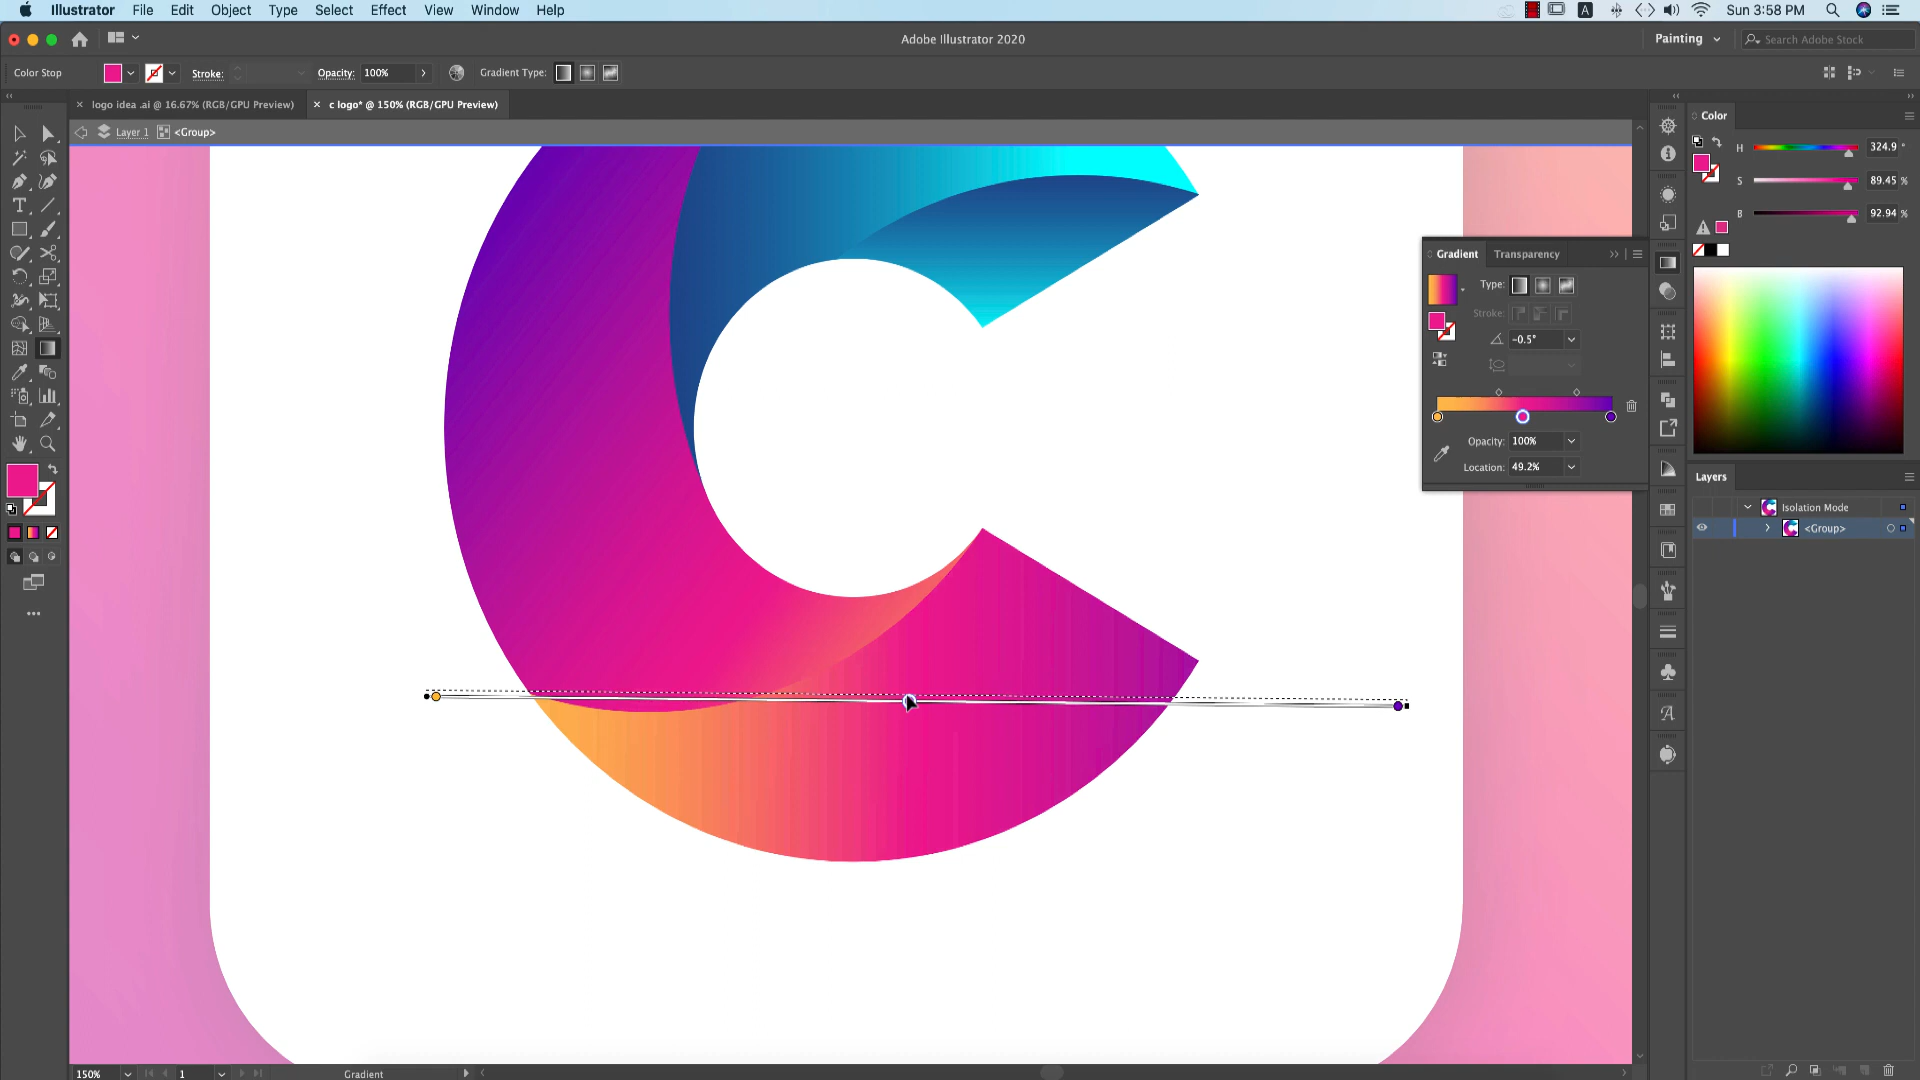 Illustrator File Edit Object Type Select Effect View Window Help A Sun 3:58 PM
Adobe Illustrator 2020 Painting Search Adobe Stock
Color Stop Stroke: Opacity: 100% Gradient Type:
logo idea .ai @ 16.67% (RGB/GPU Preview) c logo* @ 150% (RGB/GPU Preview)
Layer 1 <Group>
Color
H 324.9 °
S 89.45 %
B 92.94 %
Gradient Transparency
Type:
Stroke:
-0.5°
Opacity: 100%
Location: 49.2%
Layers
Isolation Mode
<Group>
150% 1 Gradient